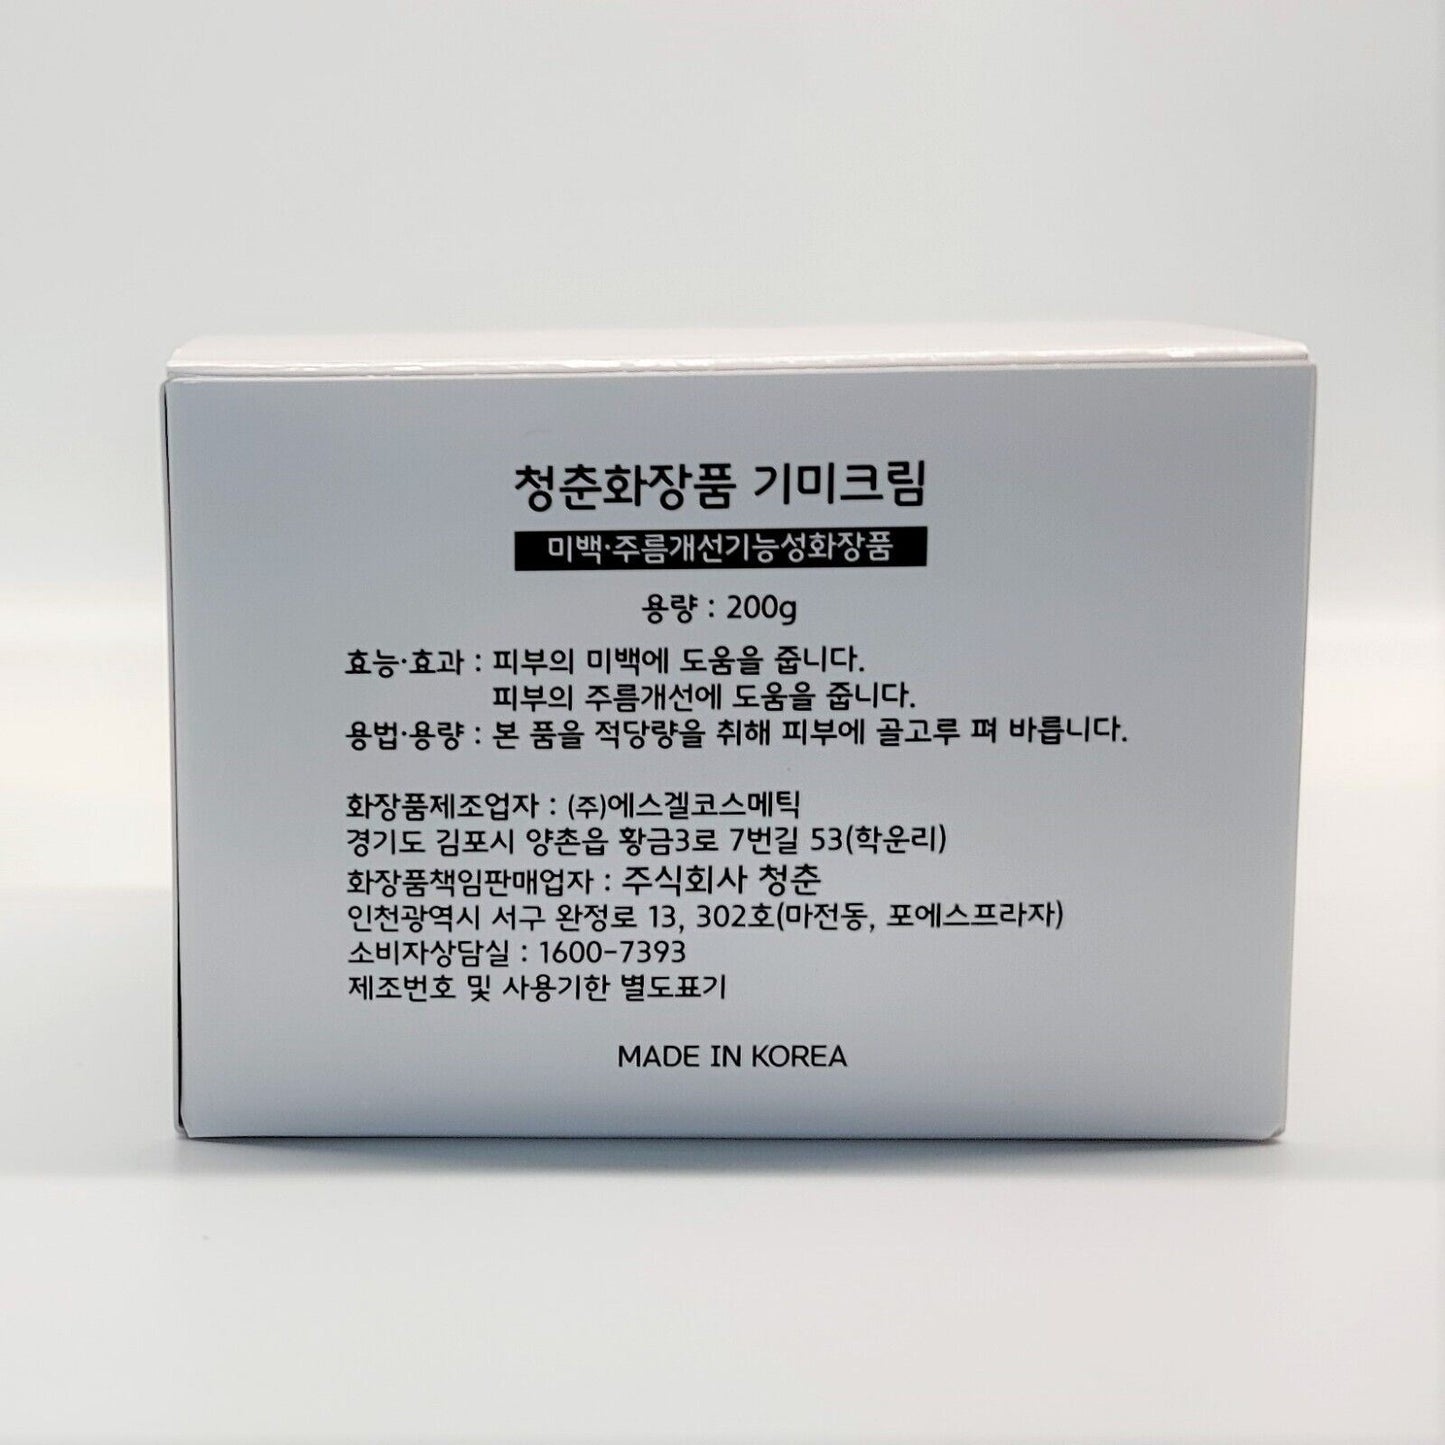 청춘화장품 기미크림
미백·주름개선기능성화장품
용량 : 200g
효능·효과 : 피부의 미백에 도움을 줍니다.
피부의 주름개선에 도움을 줍니다.
용법·용량 : 본 품을 적당량을 취해 피부에 골고루 펴 바릅니다.
화장품제조업자 : (주)에스겔코스메틱
경기도 김포시 양촌읍 황금3로 7번길 53(학운리)
화장품책임판매업자 : 주식회사 청춘
인천광역시 서구 완정로 13, 302호(마전동, 포에스프라자)
소비자상담실 : 1600-7393
제조번호 및 사용기한 별도표기
MADE IN KOREA